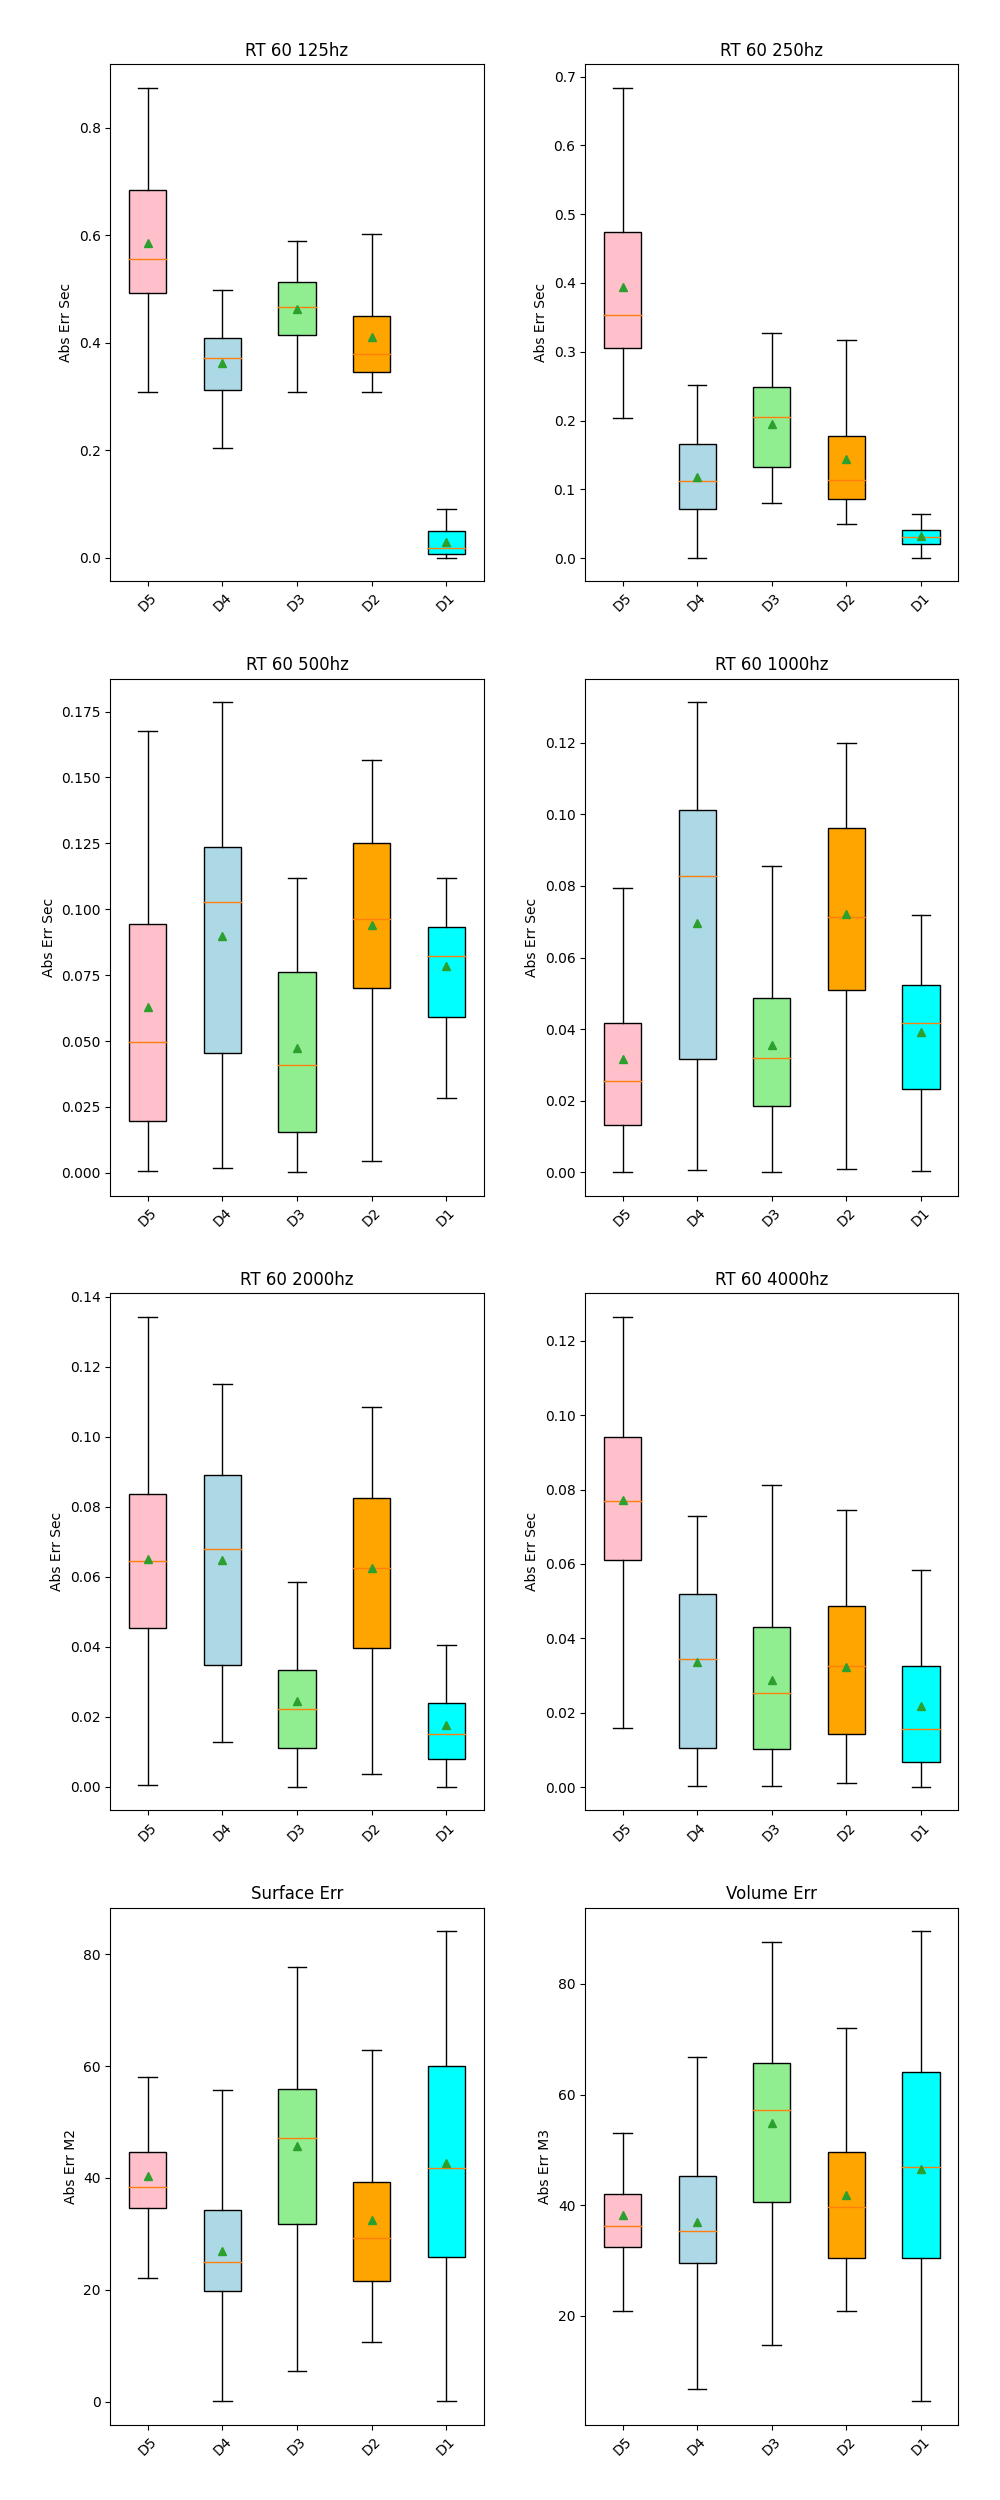 RT 60 125hz
Abs Err Sec
0.8
0.6
0.4
0.2
0.0
D5 D4 D3 D2 D1
RT 60 250hz
Abs Err Sec
0.7
0.6
0.5
0.4
0.3
0.2
0.1
0.0
D5 D4 D3 D2 D1
RT 60 500hz
Abs Err Sec
0.175
0.150
0.125
0.100
0.075
0.050
0.025
0.000
D5 D4 D3 D2 D1
RT 60 1000hz
Abs Err Sec
0.12
0.10
0.08
0.06
0.04
0.02
0.00
D5 D4 D3 D2 D1
RT 60 2000hz
Abs Err Sec
0.14
0.12
0.10
0.08
0.06
0.04
0.02
0.00
D5 D4 D3 D2 D1
RT 60 4000hz
Abs Err Sec
0.12
0.10
0.08
0.06
0.04
0.02
0.00
D5 D4 D3 D2 D1
Surface Err
Abs Err M2
80
60
40
20
0
D5 D4 D3 D2 D1
Volume Err
Abs Err M3
80
60
40
20
D5 D4 D3 D2 D1